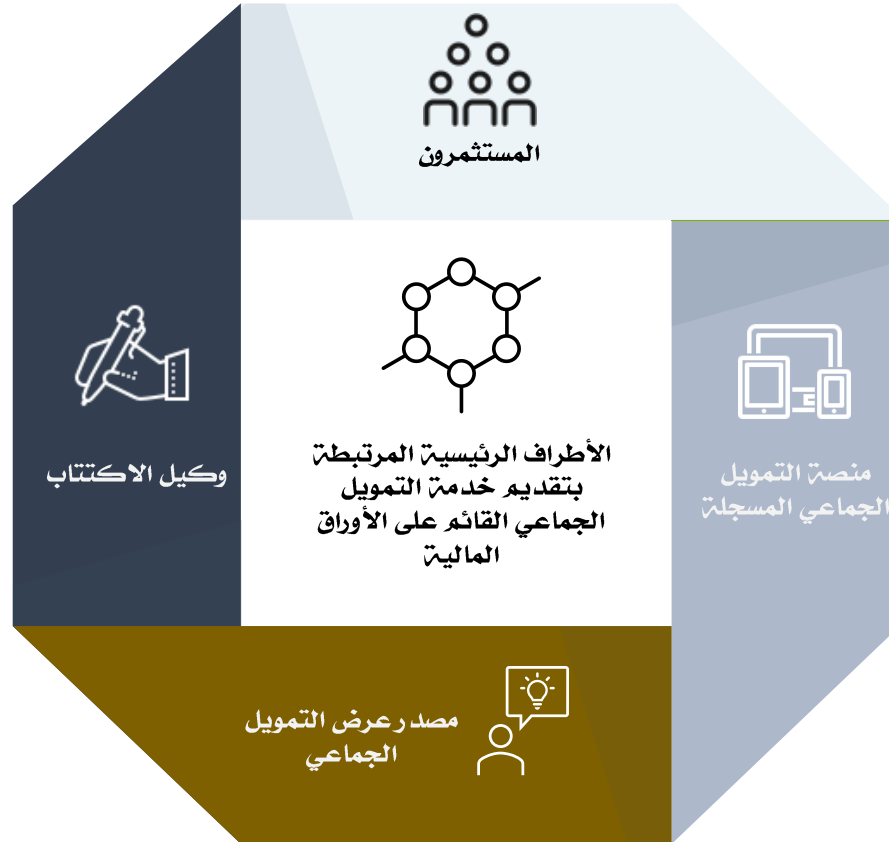 المستثمرون
الأطراف الرئيسية المرتبطة
بتقديم خدمة التمويل
الجماعي القائم على الأوراق
المالية
منصة التمويل
الجماعي المسجلة
وكيل الاكتتاب
مصدر عرض التمويل
الجماعي